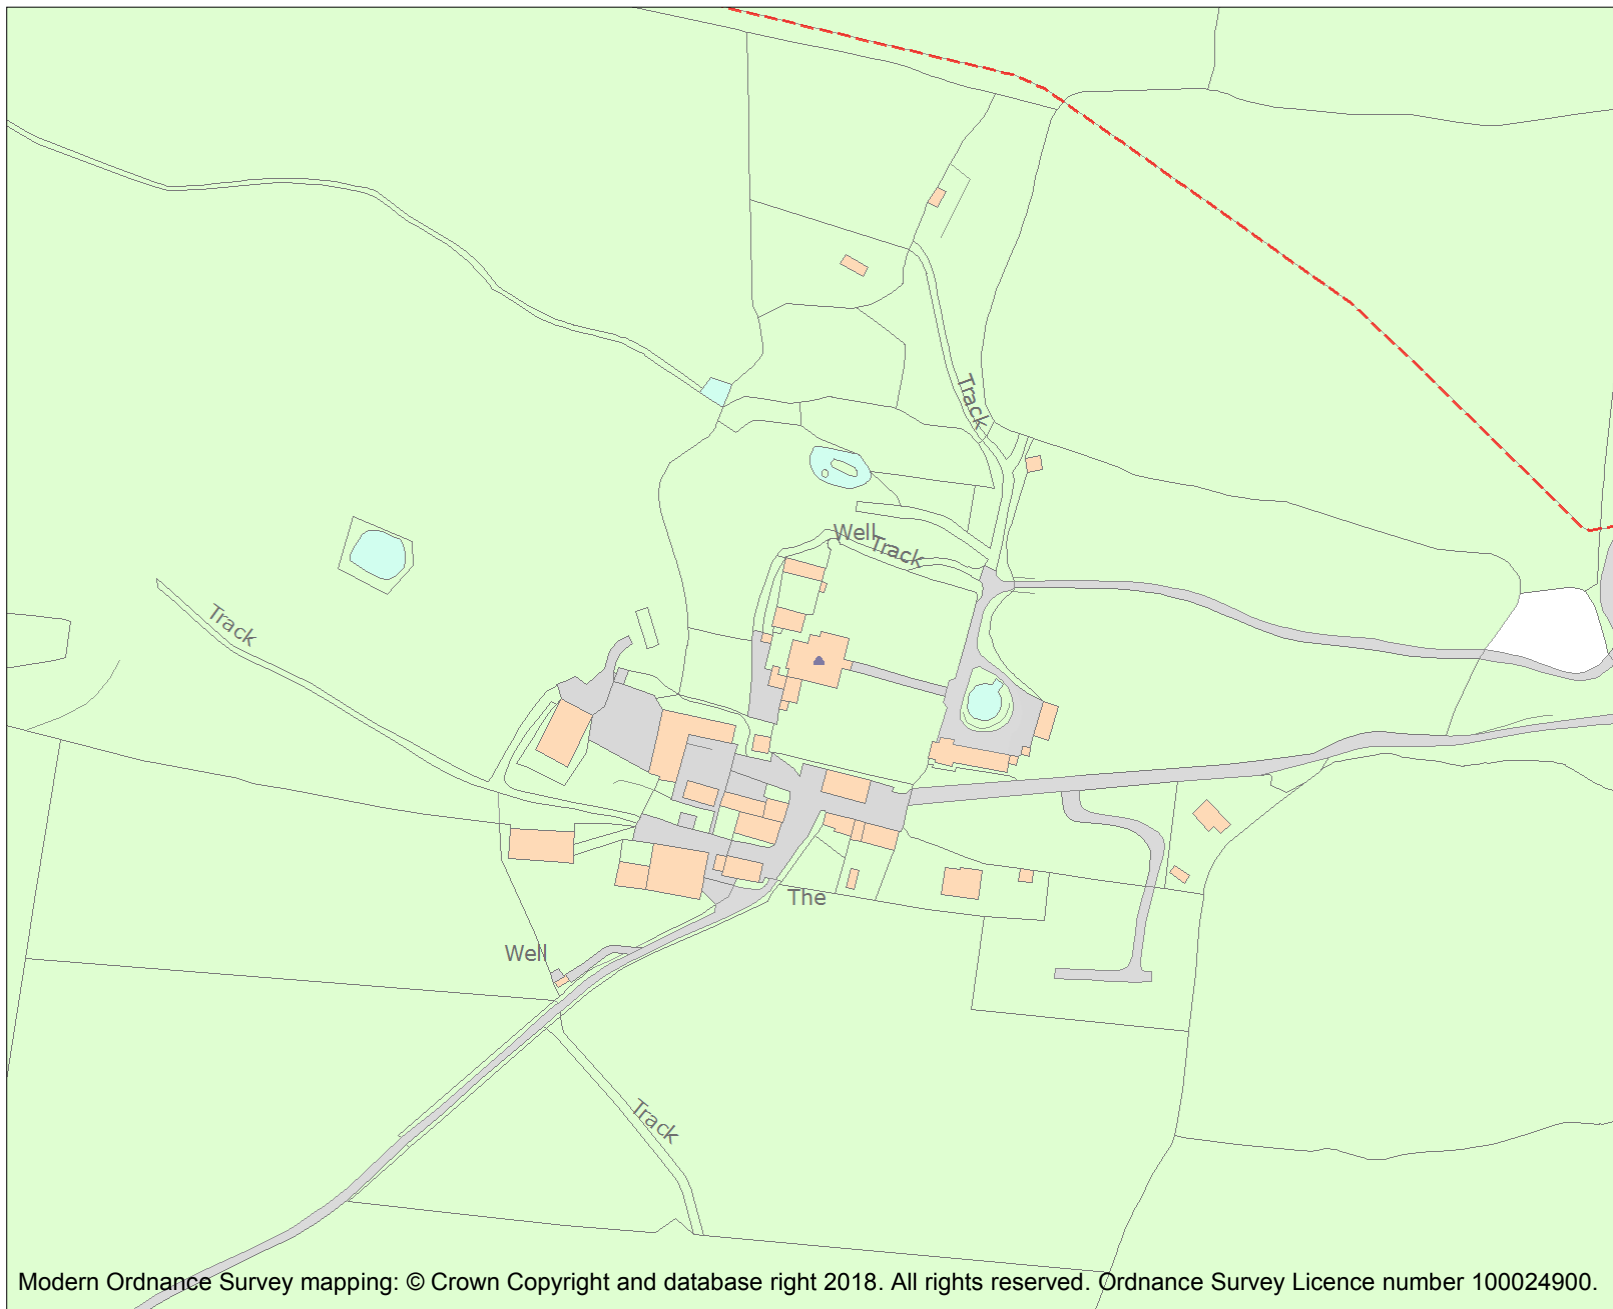 Track
Well
Track
Track
The
Well
Track
Modern Ordnance Survey mapping: © Crown Copyright and database right 2018. All rights reserved. Ordnance Survey Licence number 100024900.